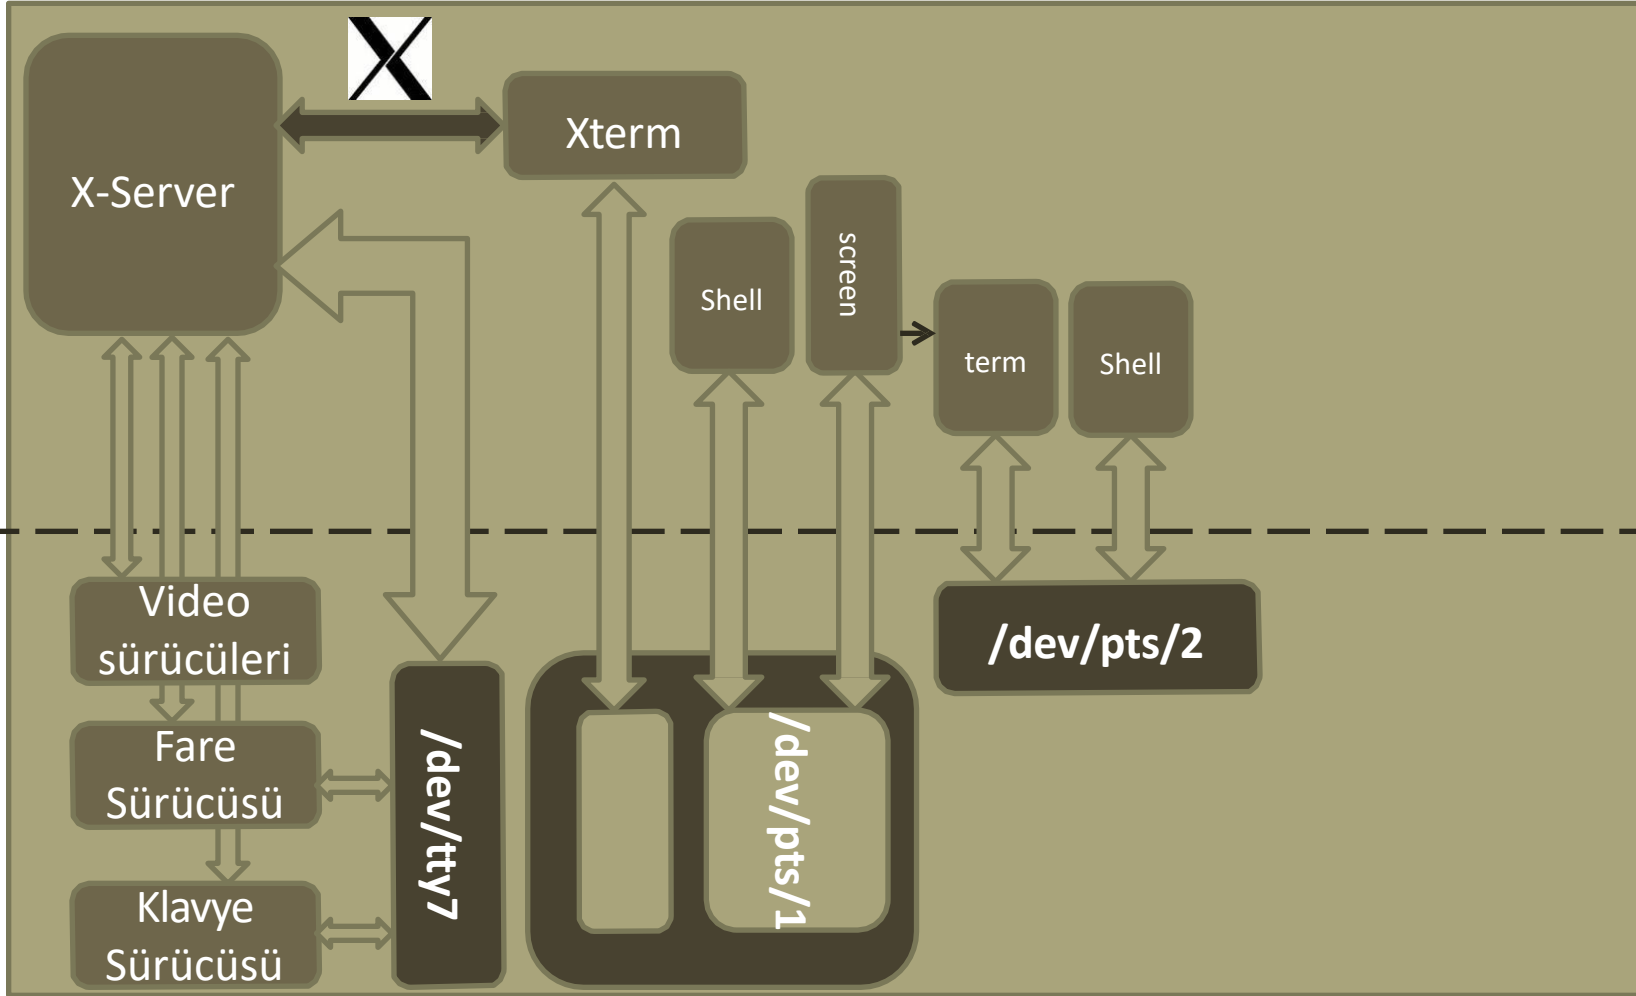 X
X-Server
Xterm
Shell
screen
term
Shell
Video
sürücüleri
Fare
Sürücüsü
Klavye
Sürücüsü
/dev/tty7
/dev/pts/1
/dev/pts/2